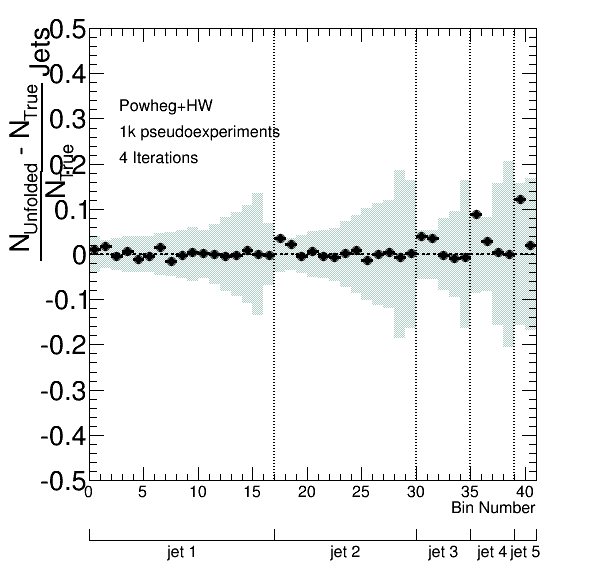 N_Unfolded - N_True
N_True
Jets
0.5
0.4
0.3
0.2
0.1
0
-0.1
-0.2
-0.3
-0.4
-0.5
Powheg+HW
1k pseudoexperiments
4 Iterations
0 5 10 15 20 25 30 35 40
Bin Number
jet 1 jet 2 jet 3 jet 4 jet 5